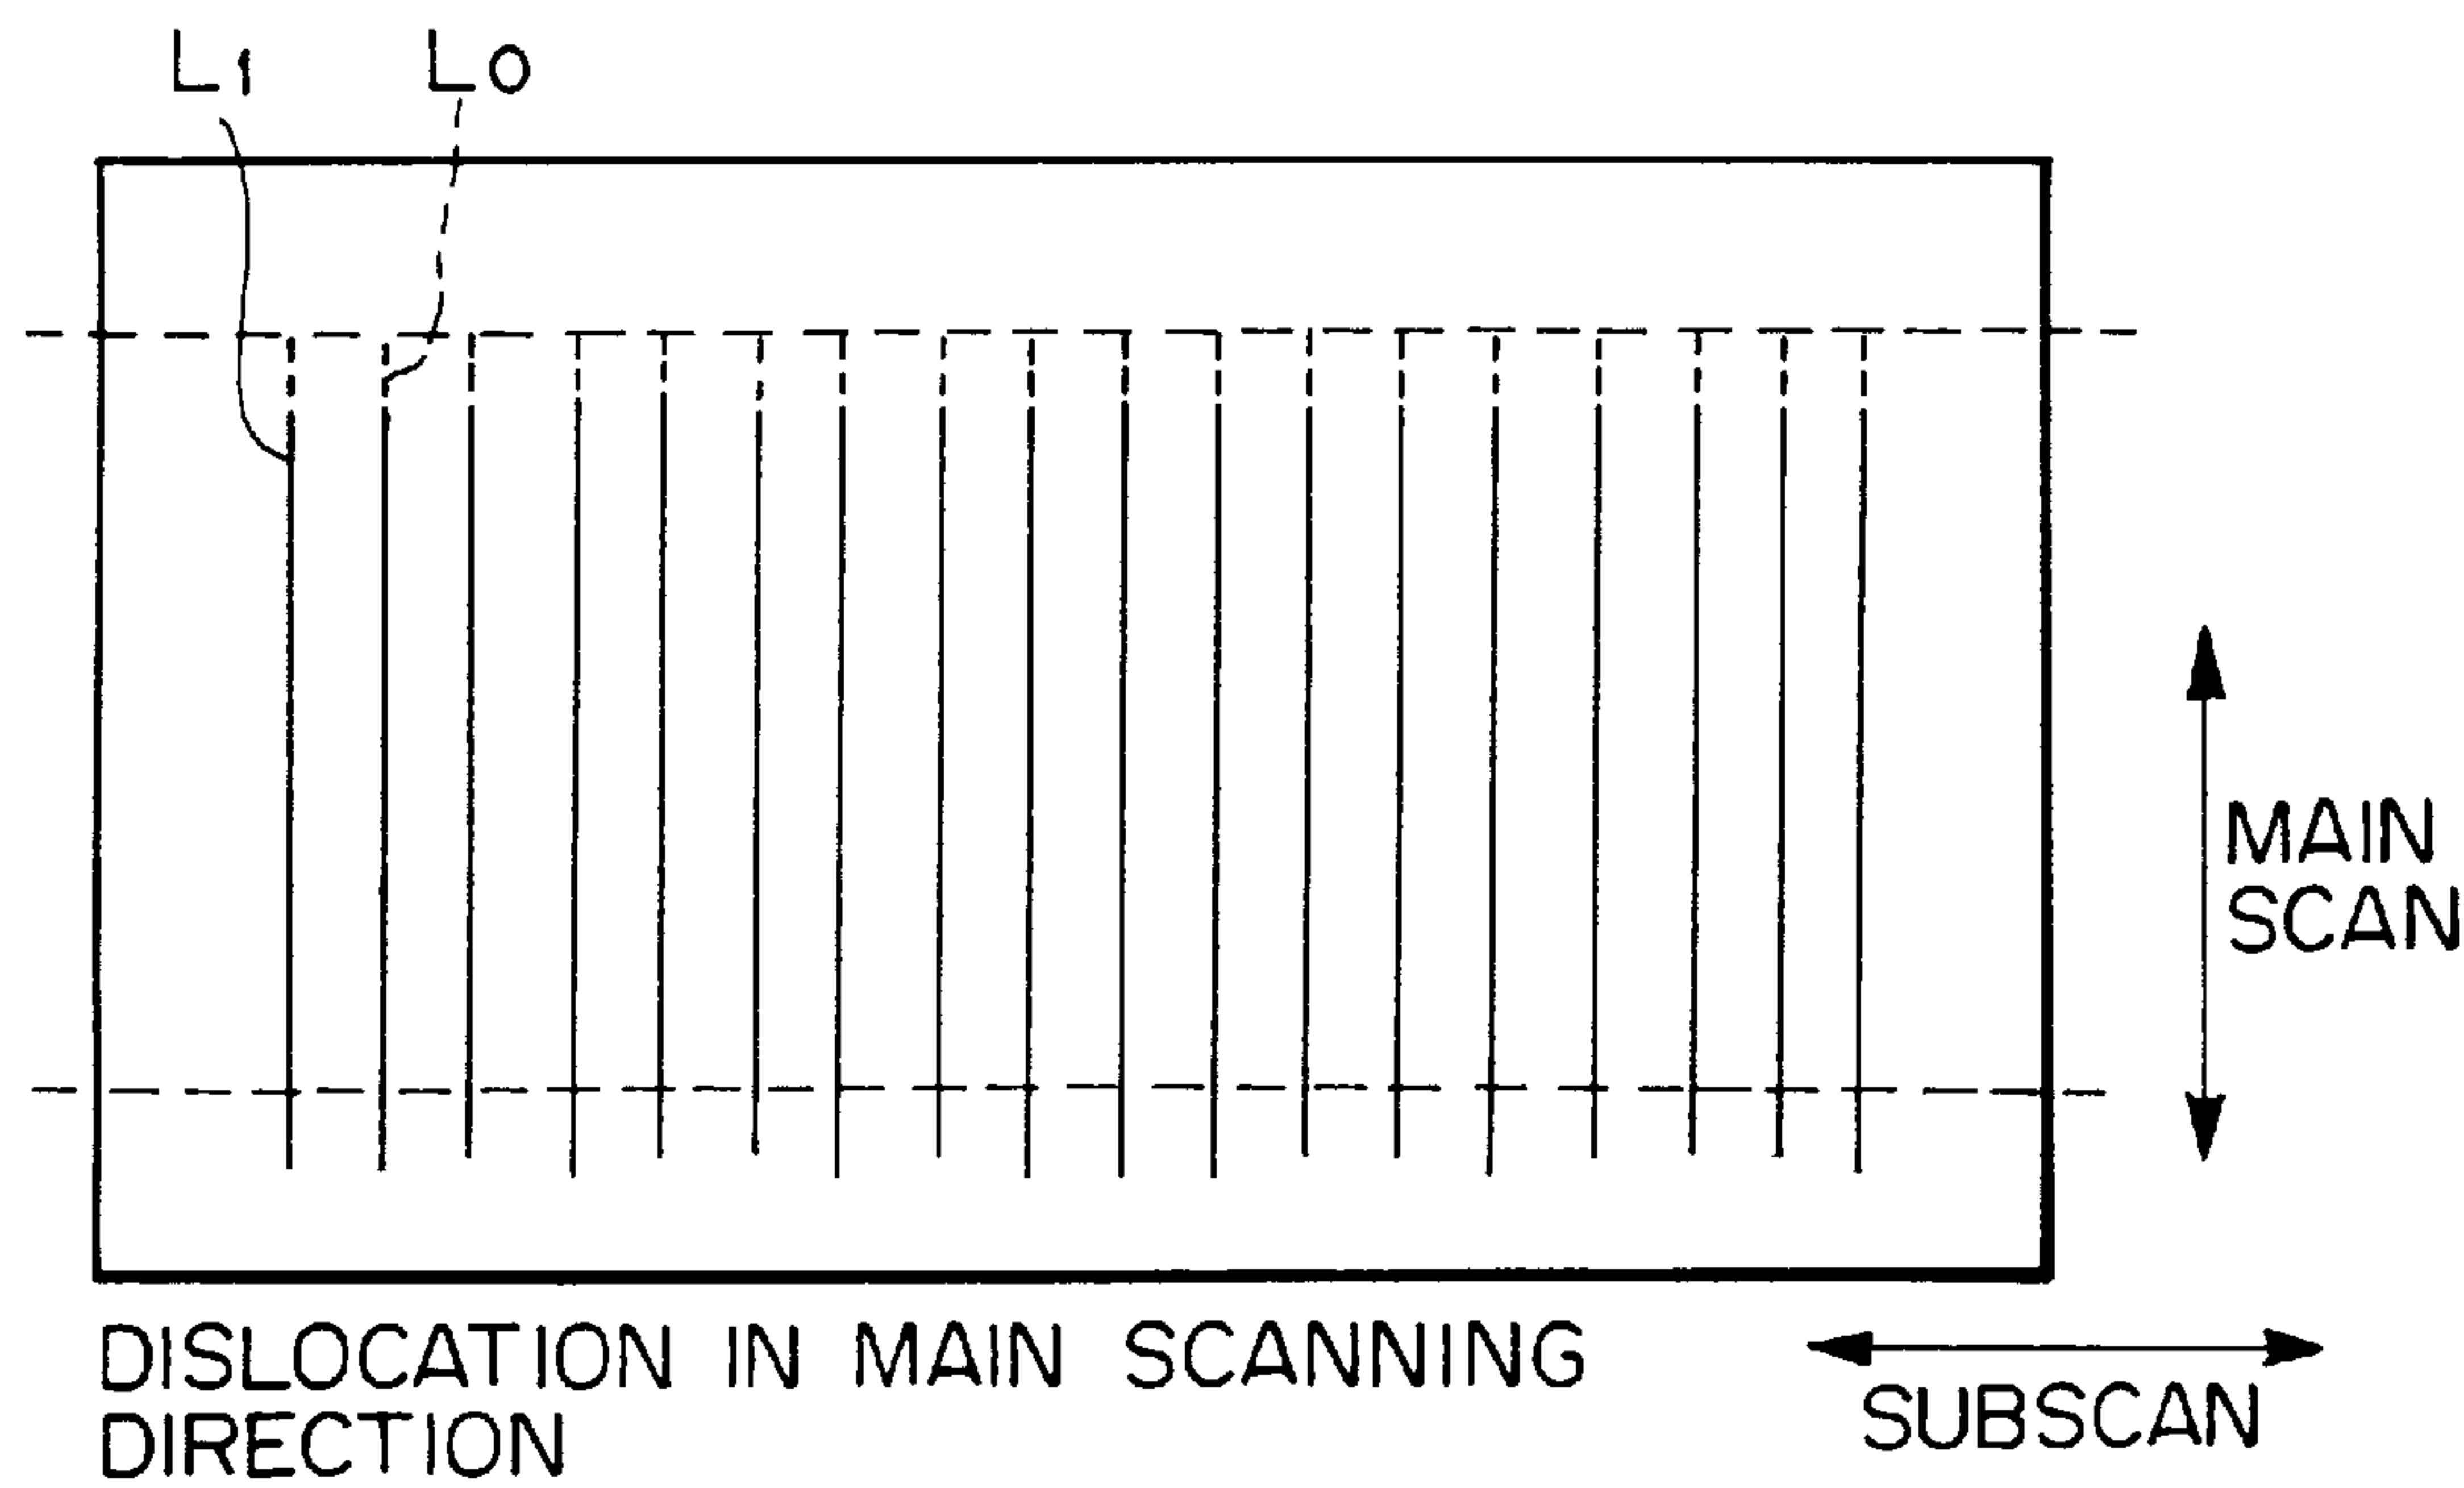 L1 L0
MAIN
SCAN
DISLOCATION IN MAIN SCANNING
DIRECTION
SUBSCAN